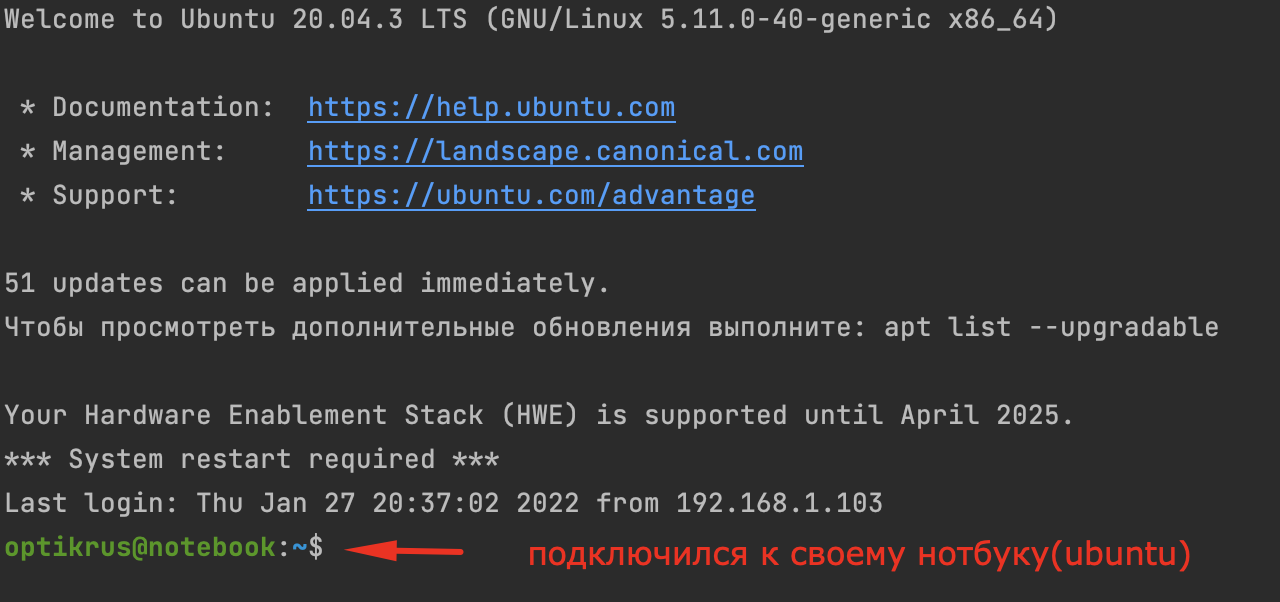 Welcome to Ubuntu 20.04.3 LTS (GNU/Linux 5.11.0-40-generic x86_64)
* Documentation: https://help.ubuntu.com
* Management: https://landscape.canonical.com
* Support: https://ubuntu.com/advantage
51 updates can be applied immediately.
Чтобы просмотреть дополнительные обновления выполните: apt list --upgradable
Your Hardware Enablement Stack (HWE) is supported until April 2025.
*** System restart required ***
Last login: Thu Jan 27 20:37:02 2022 from 192.168.1.103
optikrus@notebook:~$ подключился к своему нотбуку(ubuntu)